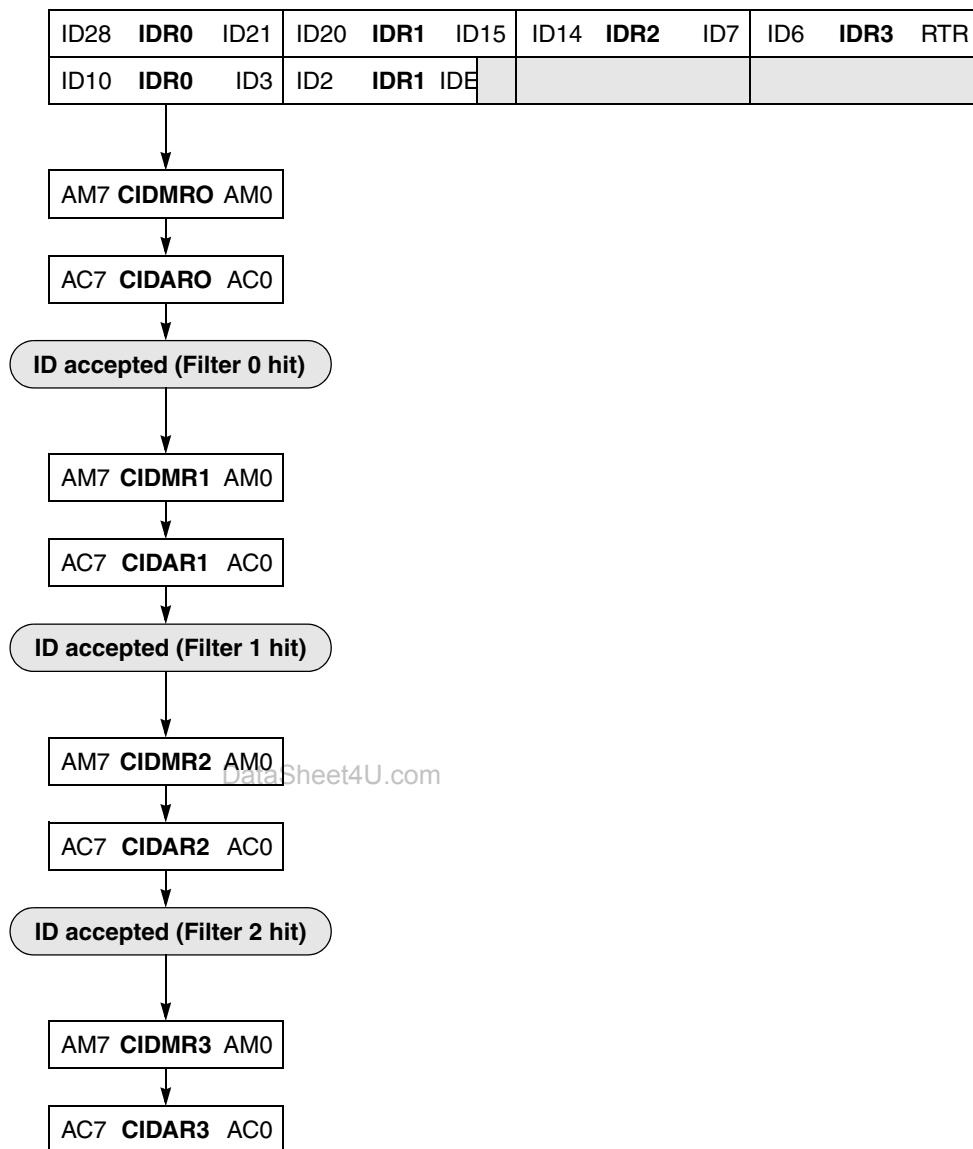 ID28 IDR0 ID21 ID20 IDR1 ID15 ID14 IDR2 ID7 ID6 IDR3 RTR
ID10 IDR0 ID3 ID2 IDR1 IDE
AM7 CIDMRO AM0
AC7 CIDARO AC0
ID accepted (Filter 0 hit)
AM7 CIDMR1 AM0
AC7 CIDAR1 AC0
ID accepted (Filter 1 hit)
AM7 CIDMR2 AM0
DataSheet4U.com
AC7 CIDAR2 AC0
ID accepted (Filter 2 hit)
AM7 CIDMR3 AM0
AC7 CIDAR3 AC0